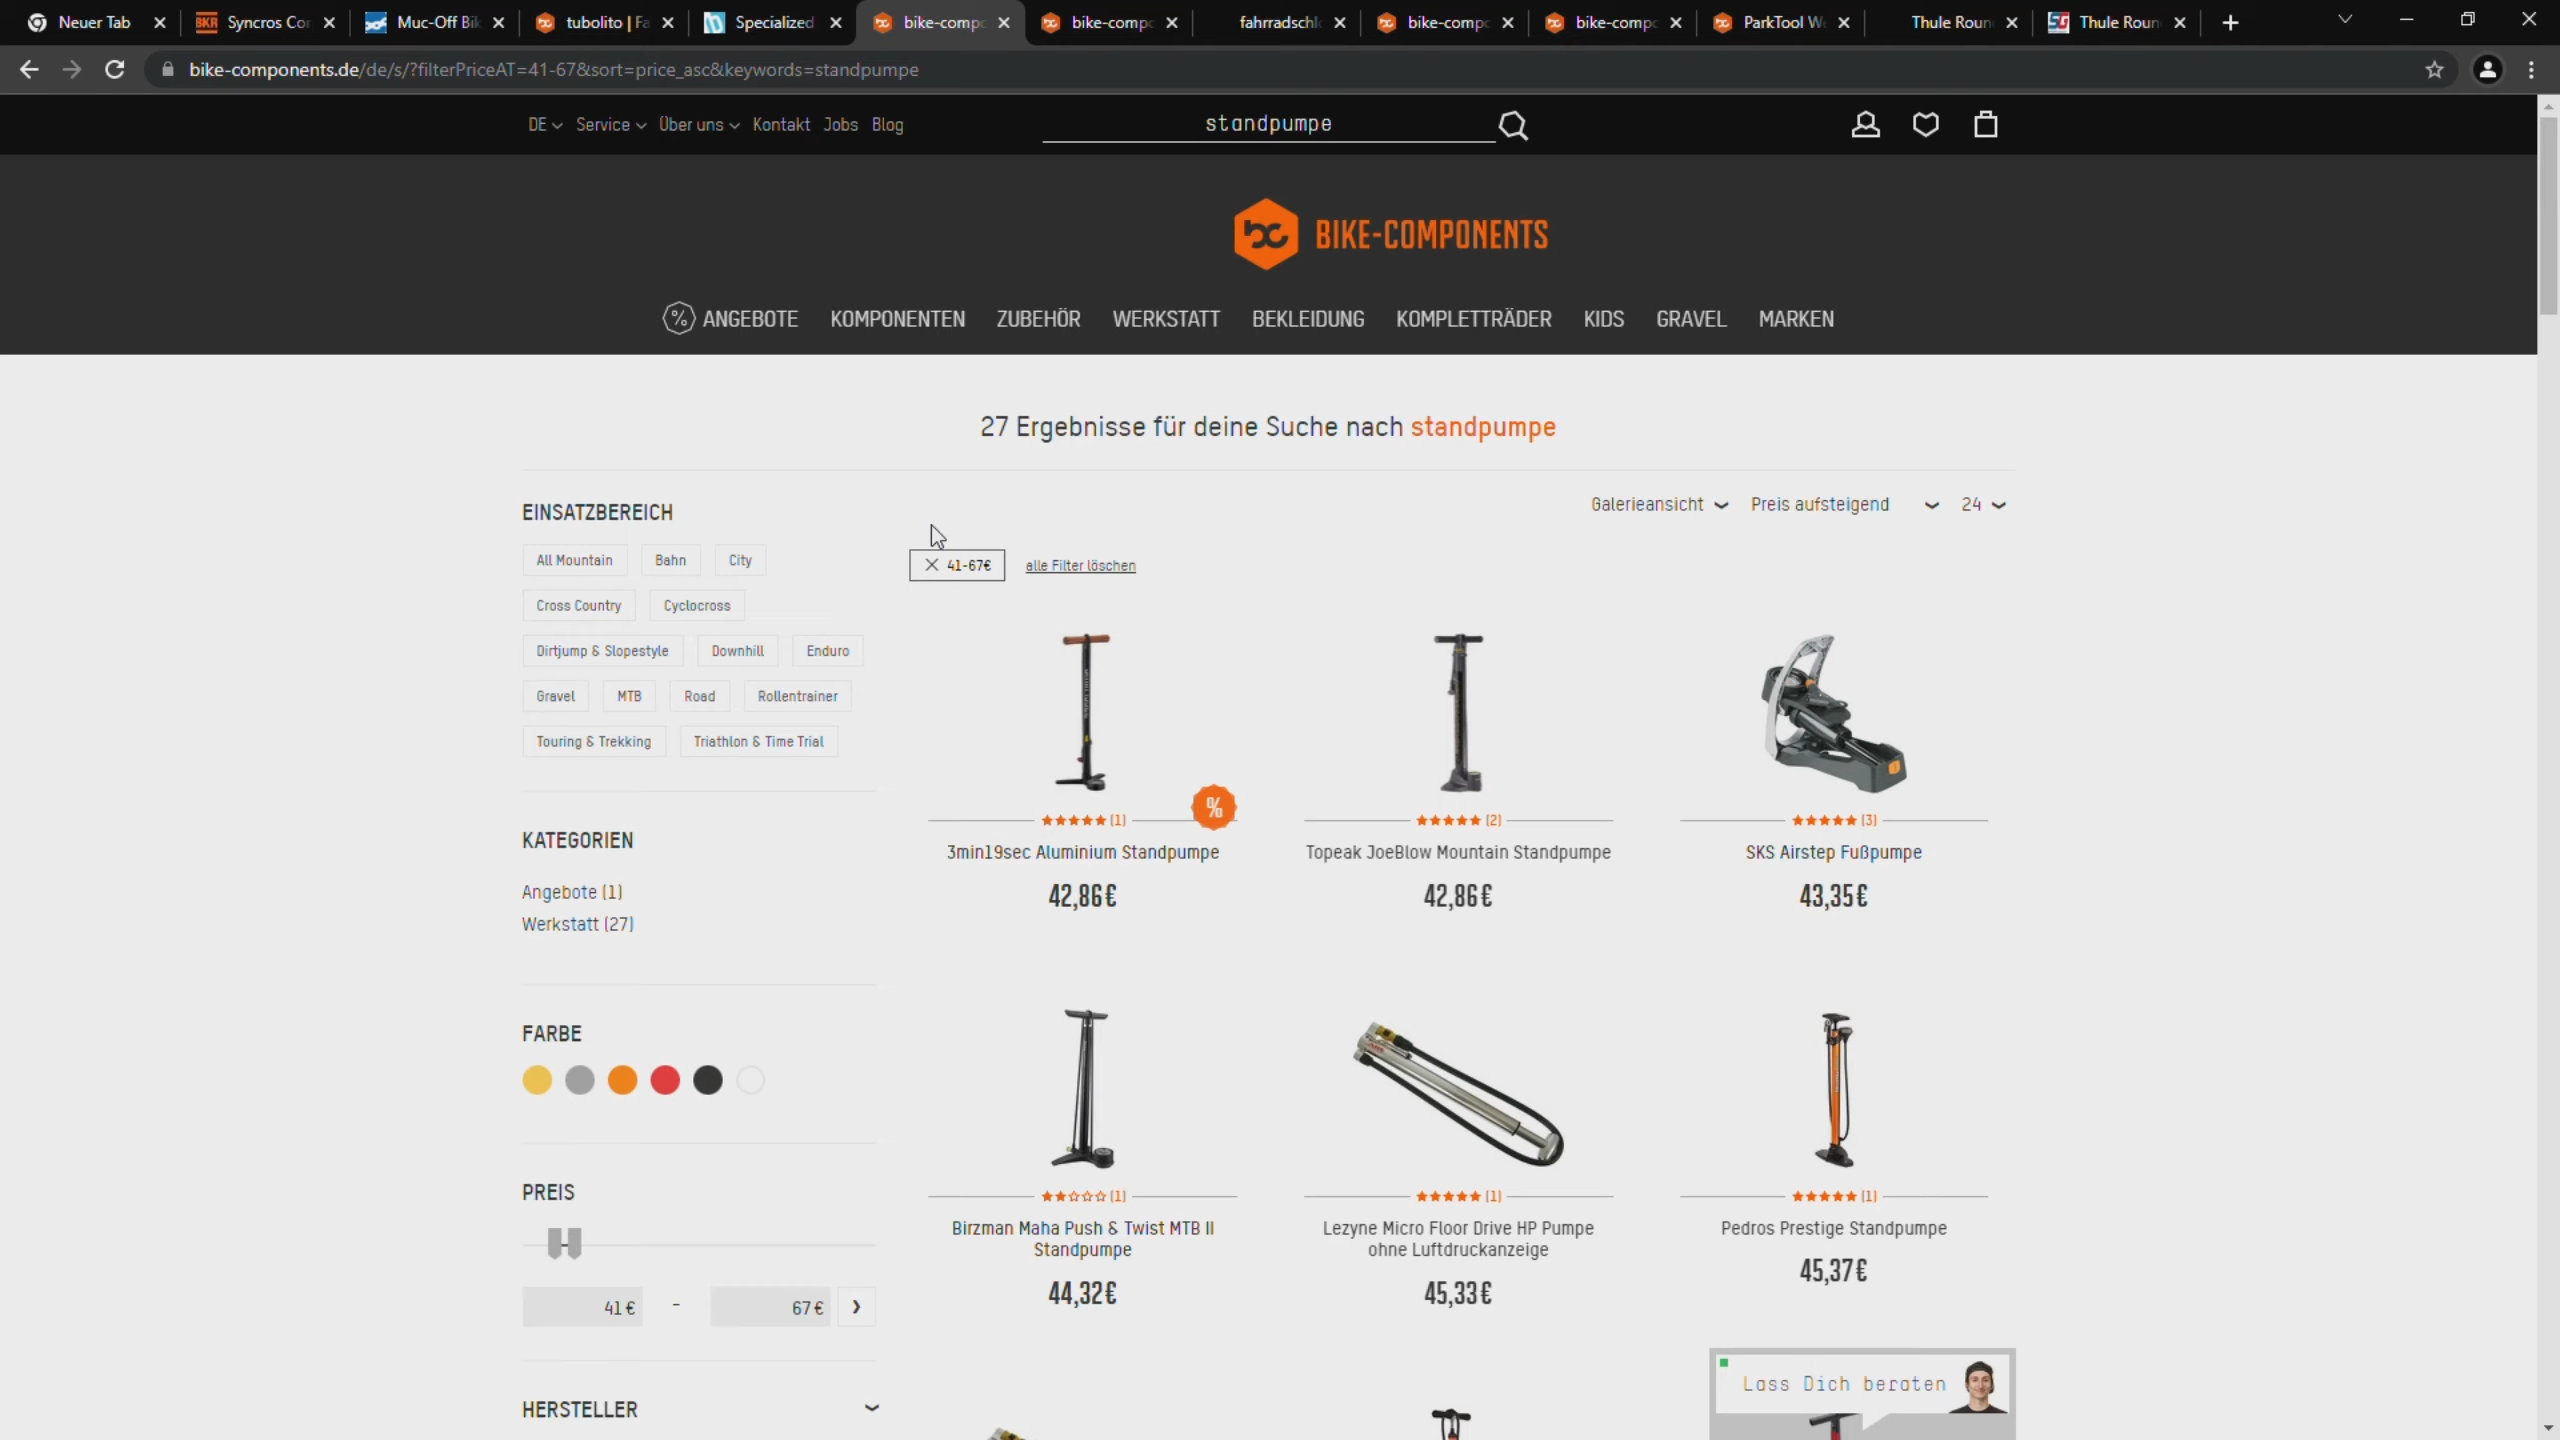 Neuer Tab
BKR Syncros Cor
Muc-Off Bik
tubolito | Fa
Specialized
bike-compo
bike-compo
fahrradschl
bike-compo
bike-compo
ParkTool W
Thule Roun
SG Thule Roun
bike-components.de/de/s/?filterPriceAT=41-67&sort=price_asc&keywords=standpumpe
DE Service Über uns Kontakt Jobs Blog
standpumpe
bc BIKE-COMPONENTS
% ANGEBOTE KOMPONENTEN ZUBEHÖR WERKSTATT BEKLEIDUNG KOMPLETTRÄDER KIDS GRAVEL MARKEN
27 Ergebnisse für deine Suche nach standpumpe
Galerieansicht Preis aufsteigend 24
41-67€ alle Filter löschen
EINSATZBEREICH
All Mountain Bahn City
Cross Country Cyclocross
Dirtjump & Slopestyle Downhill Enduro
Gravel MTB Road Rollentrainer
Touring & Trekking Triathlon & Time Trial
KATEGORIEN
Angebote (1)
Werkstatt (27)
FARBE
PREIS
41 € - 67 €
HERSTELLER
%
(1)
3min19sec Aluminium Standpumpe
42,86€
(2)
Topeak JoeBlow Mountain Standpumpe
42,86€
(3)
SKS Airstep Fußpumpe
43,35€
(1)
Birzman Maha Push & Twist MTB II
Standpumpe
44,32€
(1)
Lezyne Micro Floor Drive HP Pumpe
ohne Luftdruckanzeige
45,33€
(1)
Pedros Prestige Standpumpe
45,37€
Lass Dich beraten